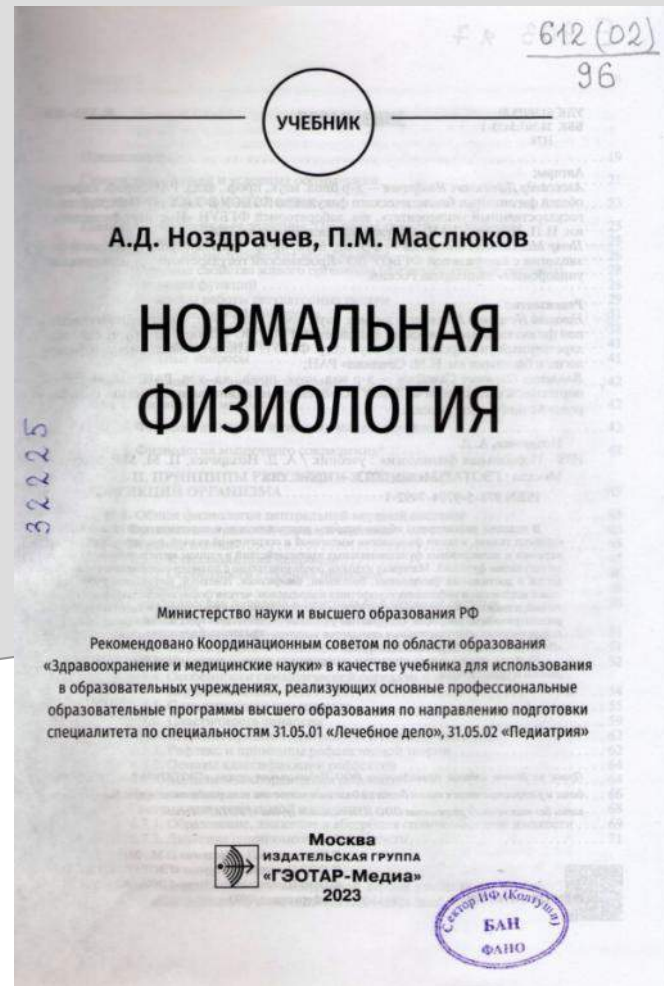 612 (02)
96
УЧЕБНИК
А.Д. Ноздрачев, П.М. Маслюков
НОРМАЛЬНАЯ
ФИЗИОЛОГИЯ
32225
Министерство науки и высшего образования РФ
Рекомендовано Координационным советом по области образования
«Здравоохранение и медицинские науки» в качестве учебника для использования
в образовательных учреждениях, реализующих основные профессиональные
образовательные программы высшего образования по направлению подготовки
специалитета по специальностям 31.05.01 «Лечебное дело», 31.05.02 «Педиатрия»
Москва
ИЗДАТЕЛЬСКАЯ ГРУППА
«ГЭОТАР-Медиа»
2023
Сектор ИФ (Колтуши)
БАН
ФАНО